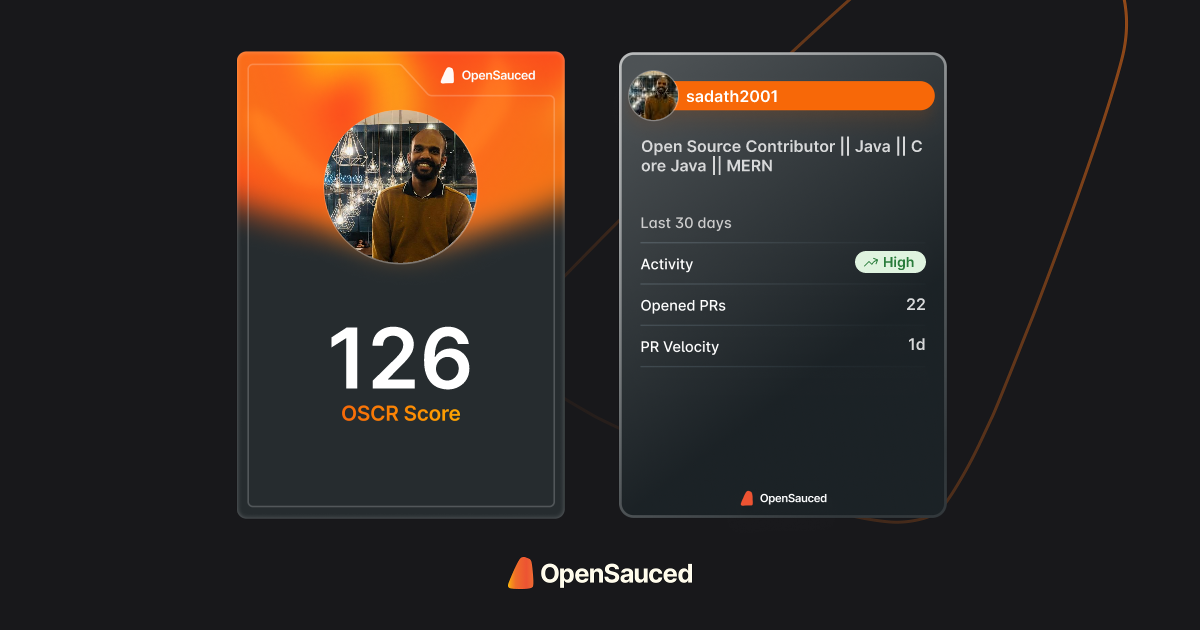 OpenSauced
126
OSCR Score
sadath2001
Open Source Contributor || Java || C
ore Java || MERN
Last 30 days
Activity High
Opened PRs 22
PR Velocity 1d
OpenSauced
OpenSauced